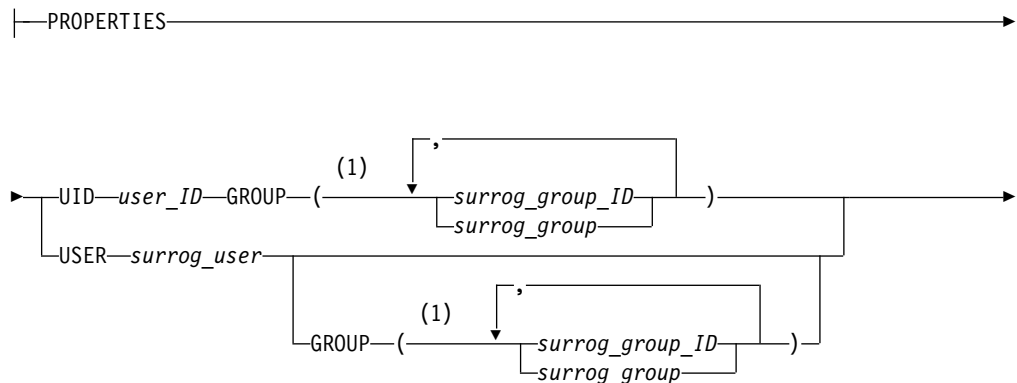 PROPERTIES
,
(1)
UID user_ID GROUP ( surrog_group_ID )
surrog_group
USER surrog_user
,
(1)
GROUP ( surrog_group_ID )
surrog_group